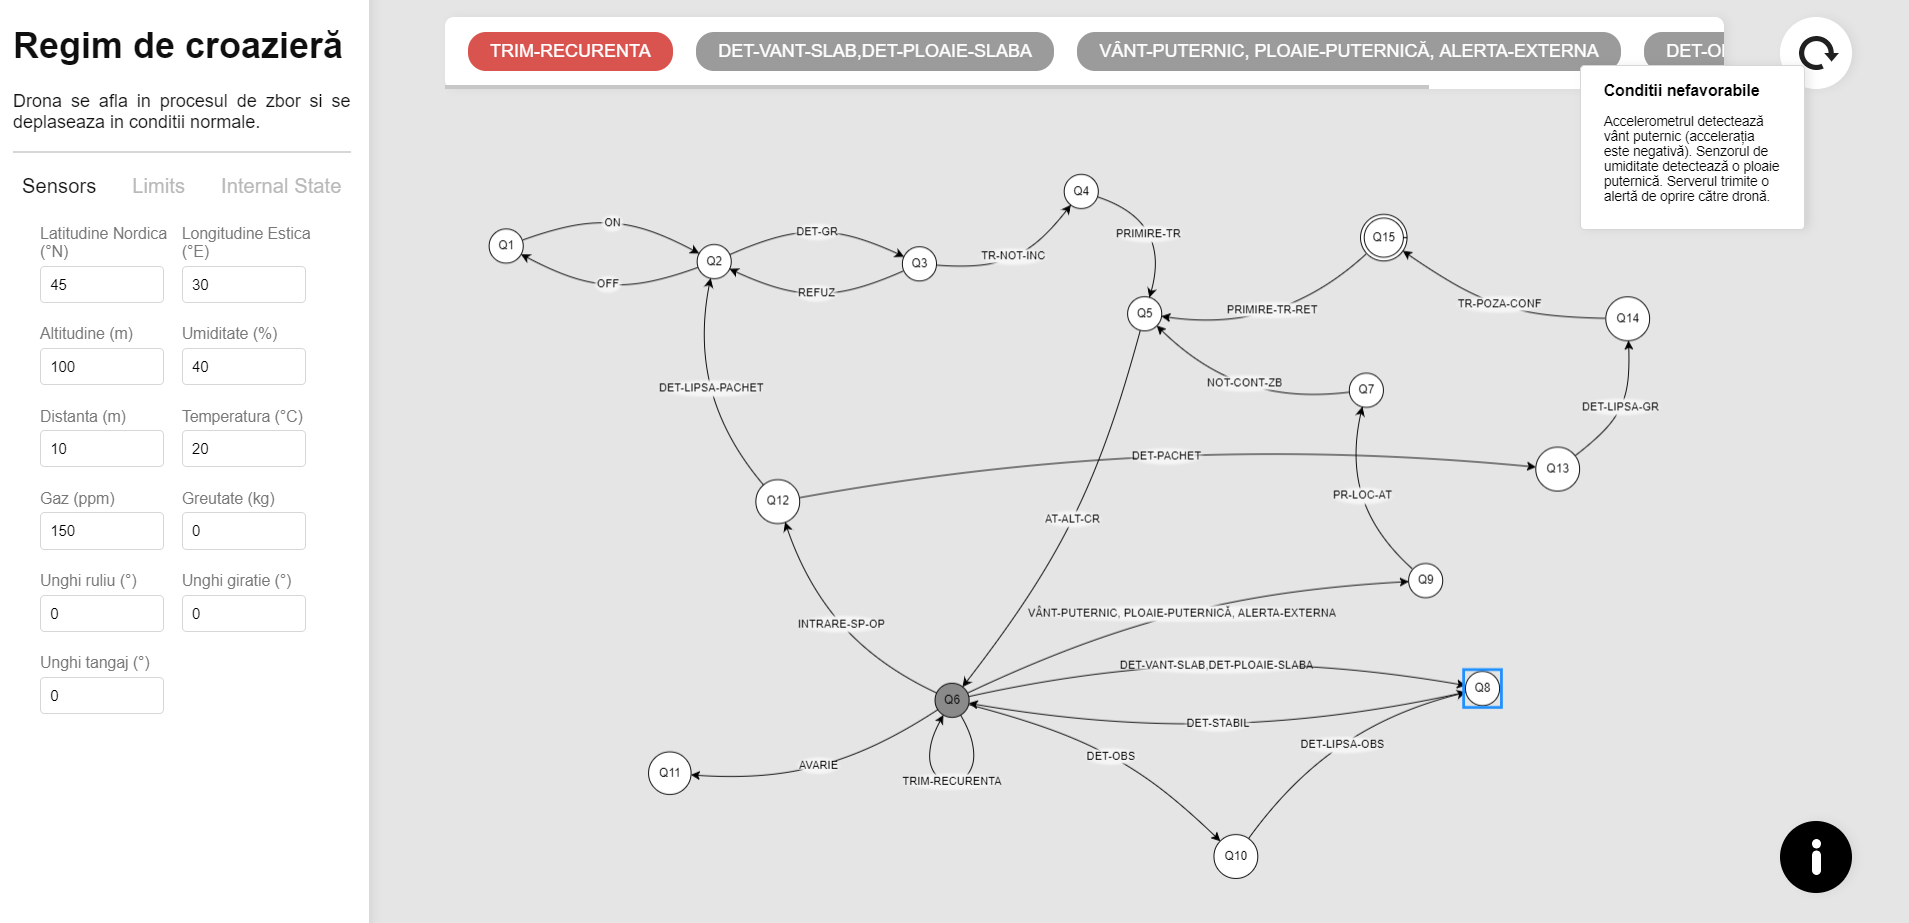 Regim de croazieră
Drona se afla in procesul de zbor si se
deplaseaza in conditii normale.
Sensors Limits Internal State
Latitudine Nordica
(°N)
45
Longitudine Estica
(°E)
30
Altitudine (m)
100
Umiditate (%)
40
Distanta (m)
10
Temperatura (°C)
20
Gaz (ppm)
150
Greutate (kg)
0
Unghi ruliu (°)
0
Unghi giratie (°)
0
Unghi tangaj (°)
0
TRIM-RECURENTA
DET-VANT-SLAB,DET-PLOAIE-SLABA
VÂNT-PUTERNIC, PLOAIE-PUTERNICĂ, ALERTA-EXTERNA
Conditii nefavorabile
Accelerometrul detectează
vânt puternic (accelerația
este negativă). Senzorul de
umiditate detectează o ploaie
puternică. Serverul trimite o
alertă de oprire către dronă.
Q4
ON
DET-GR
PRIMIRE-TR
Q15
Q1
Q2
Q3
TR-NOT-INC
OFF
REFUZ
TR-POZA-CONF
PRIMIRE-TR-RET
Q5
Q14
DET-LIPSA-PACHET
NOT-CONT-ZB
Q7
DET-LIPSA-GR
DET-PACHET
Q13
PR-LOC-AT
Q12
AT-ALT-CR
Q9
VÂNT-PUTERNIC, PLOAIE-PUTERNICĂ, ALERTA-EXTERNA
INTRARE-SP-OP
DET-VANT-SLAB,DET-PLOAIE-SLABA
Q8
Q6
DET-STABIL
DET-LIPSA-OBS
DET-OBS
AVARIE
Q11
TRIM-RECURENTA
Q10